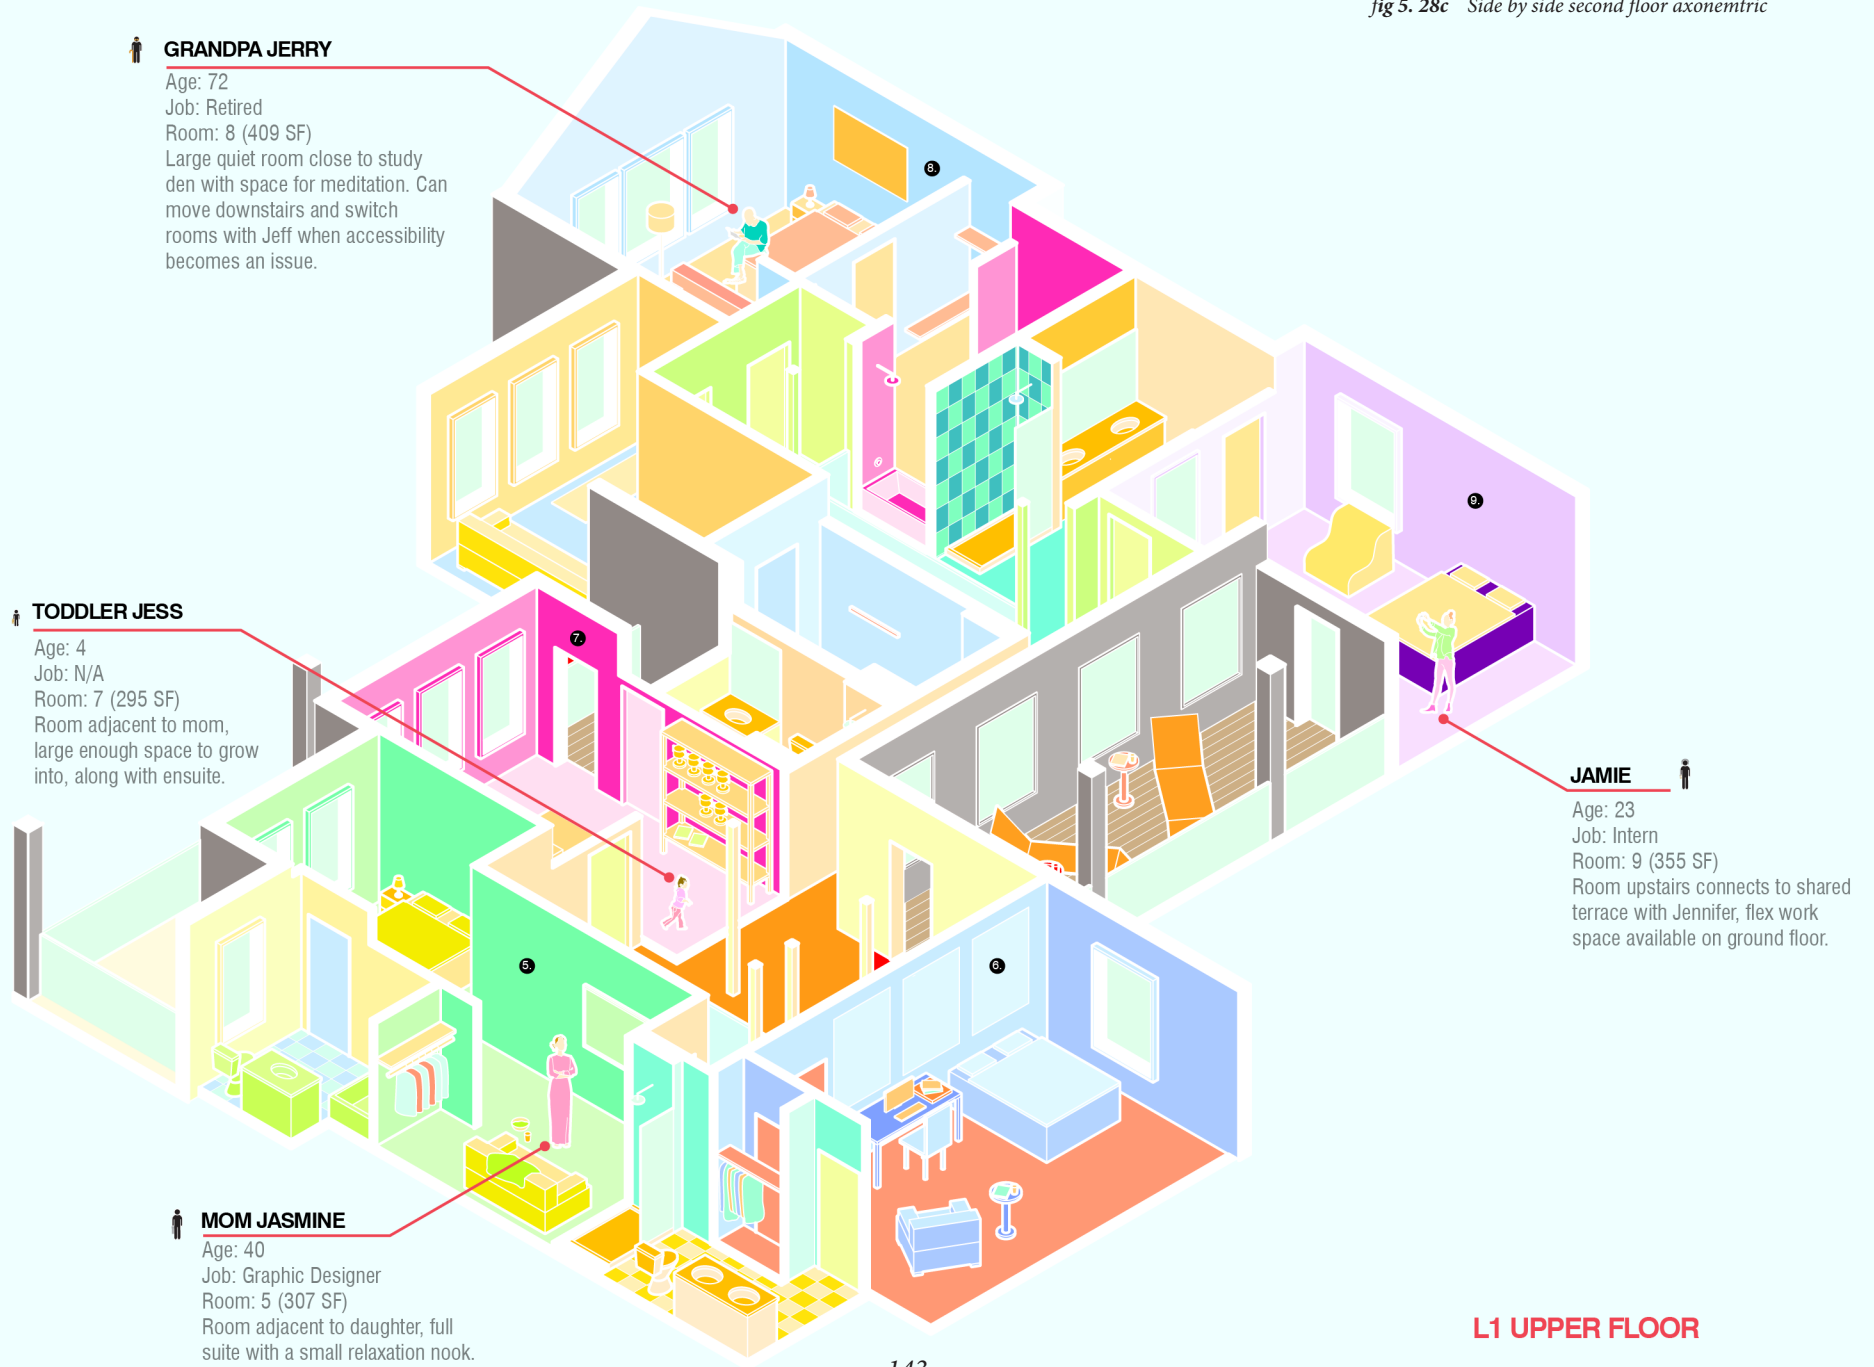 fig 5. 28c Side by side second floor axonemtric
GRANDPA JERRY
Age: 72
Job: Retired
Room: 8 (409 SF)
Large quiet room close to study
den with space for meditation. Can
move downstairs and switch
rooms with Jeff when accessibility
becomes an issue.
8.
9.
TODDLER JESS
Age: 4
Job: N/A
Room: 7 (295 SF)
Room adjacent to mom,
large enough space to grow
into, along with ensuite.
7.
JAMIE
Age: 23
Job: Intern
Room: 9 (355 SF)
Room upstairs connects to shared
terrace with Jennifer, flex work
space available on ground floor.
5.
6.
MOM JASMINE
Age: 40
Job: Graphic Designer
Room: 5 (307 SF)
Room adjacent to daughter, full
suite with a small relaxation nook.
L1 UPPER FLOOR